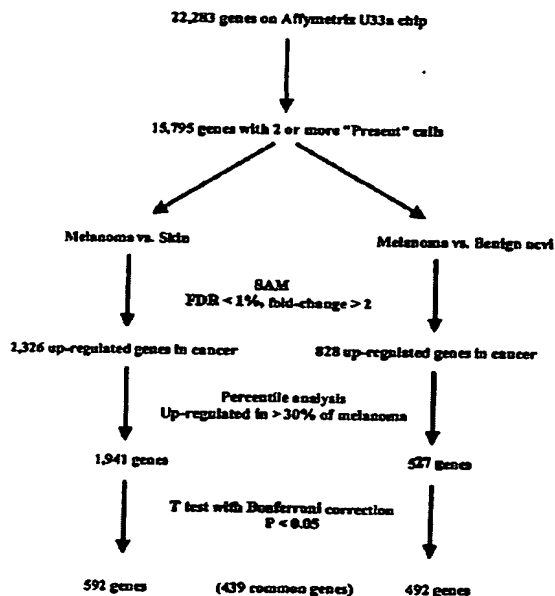 22,283 genes on Affymetrix U33a chip
15,795 genes with 2 or more "Present" calls
Melanoma vs. Skin
Melanoma vs. Benign nevi
SAM
FDR < 1%, fold-change > 2
2,326 up-regulated genes in cancer
828 up-regulated genes in cancer
Percentile analysis
Up-regulated in > 30% of melanoma
1,941 genes
527 genes
T test with Bonferroni correction
P < 0.05
592 genes (439 common genes) 492 genes